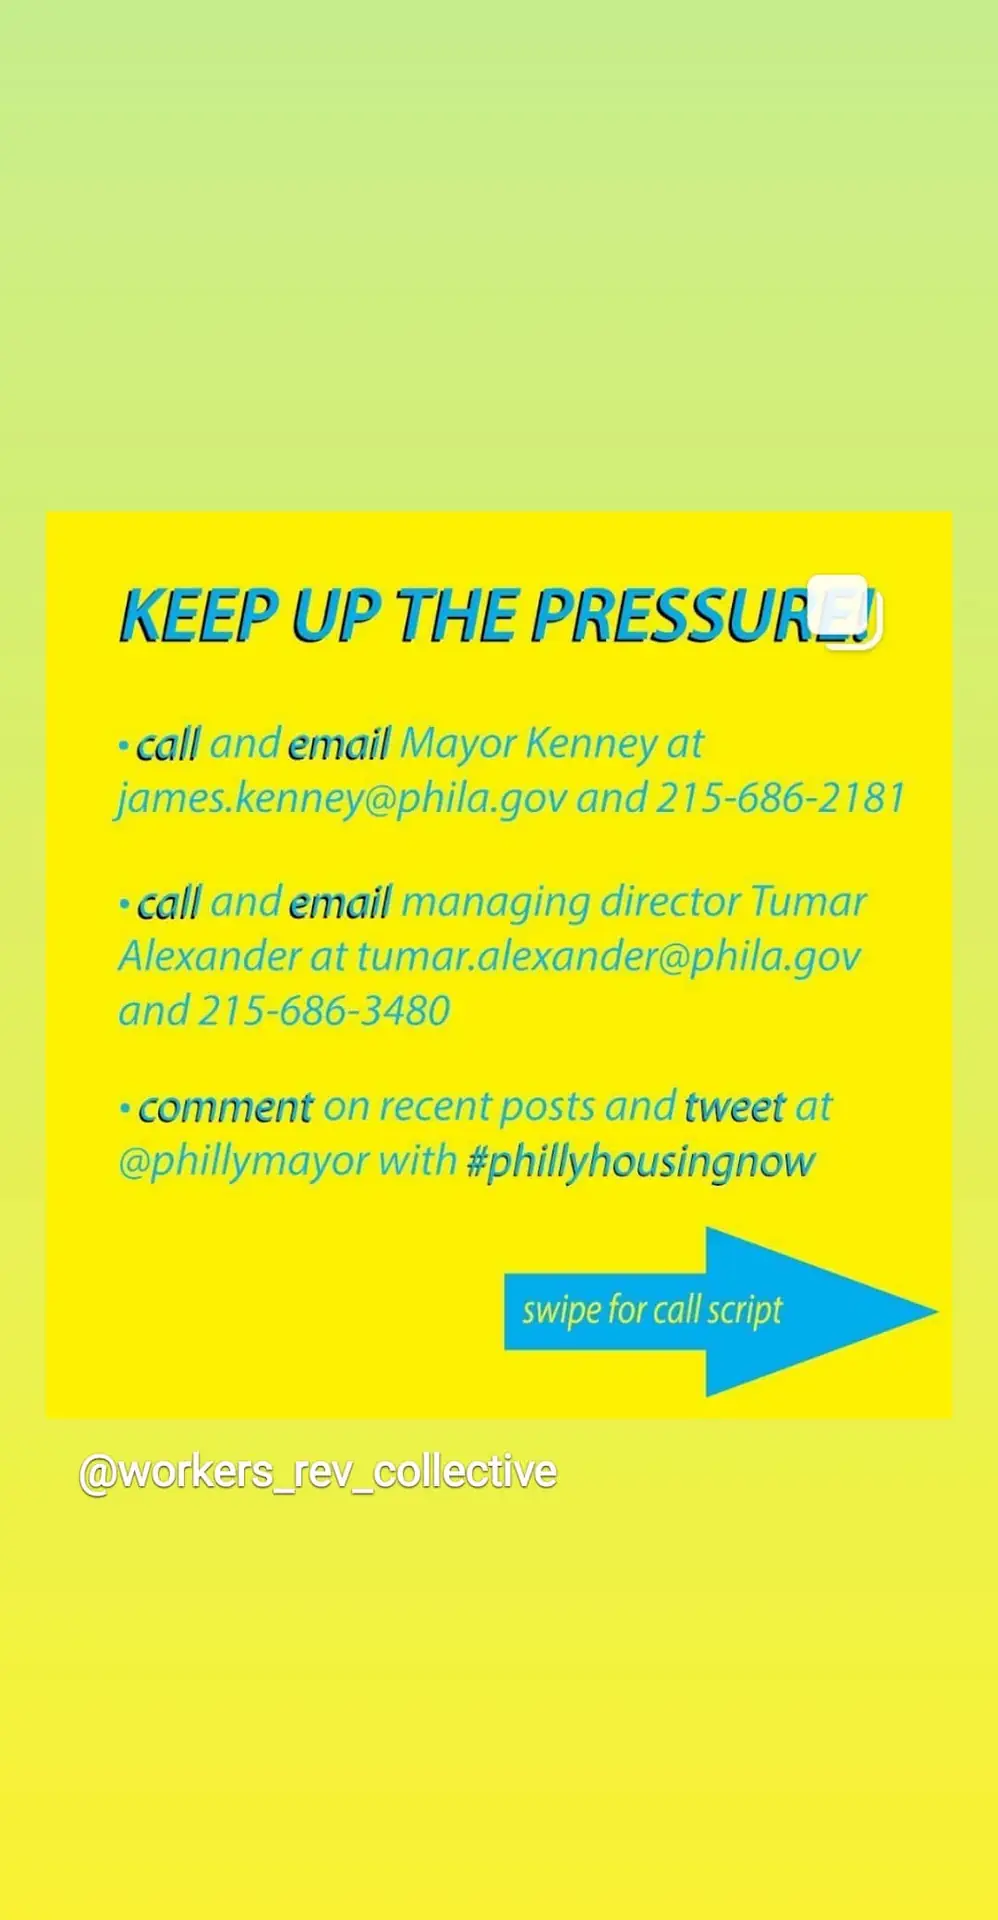 KEEP UP THE PRESSURE!
• call and email Mayor Kenney at
james.kenney@phila.gov and 215-686-2181
• call and email managing director Tumar
Alexander at tumar.alexander@phila.gov
and 215-686-3480
• comment on recent posts and tweet at
@phillymayor with #phillyhousingnow
swipe for call script
@workers_rev_collective